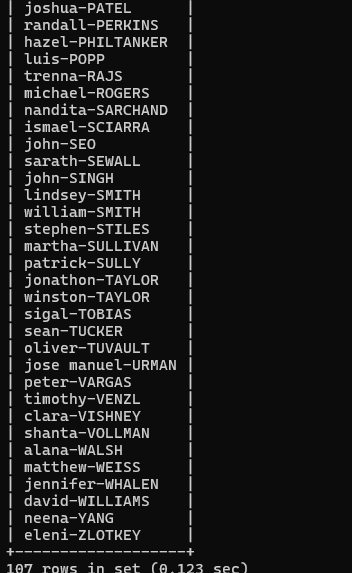 | joshua-PATEL |
| randall-PERKINS |
| hazel-PHILTANKER |
| luis-POPP |
| trenna-RAJS |
| michael-ROGERS |
| nandita-SARCHAND |
| ismael-SCIARRA |
| john-SEO |
| sarath-SEWALL |
| john-SINGH |
| lindsey-SMITH |
| william-SMITH |
| stephen-STILES |
| martha-SULLIVAN |
| patrick-SULLY |
| jonathon-TAYLOR |
| winston-TAYLOR |
| sigal-TOBIAS |
| sean-TUCKER |
| oliver-TUVAULT |
| jose manuel-URMAN |
| peter-VARGAS |
| timothy-VENZL |
| clara-VISHNEY |
| shanta-VOLLMAN |
| alana-WALSH |
| matthew-WEISS |
| jennifer-WHALEN |
| david-WILLIAMS |
| neena-YANG |
| eleni-ZLOTKEY |
+-------------------+
107 rows in set (0.123 sec)